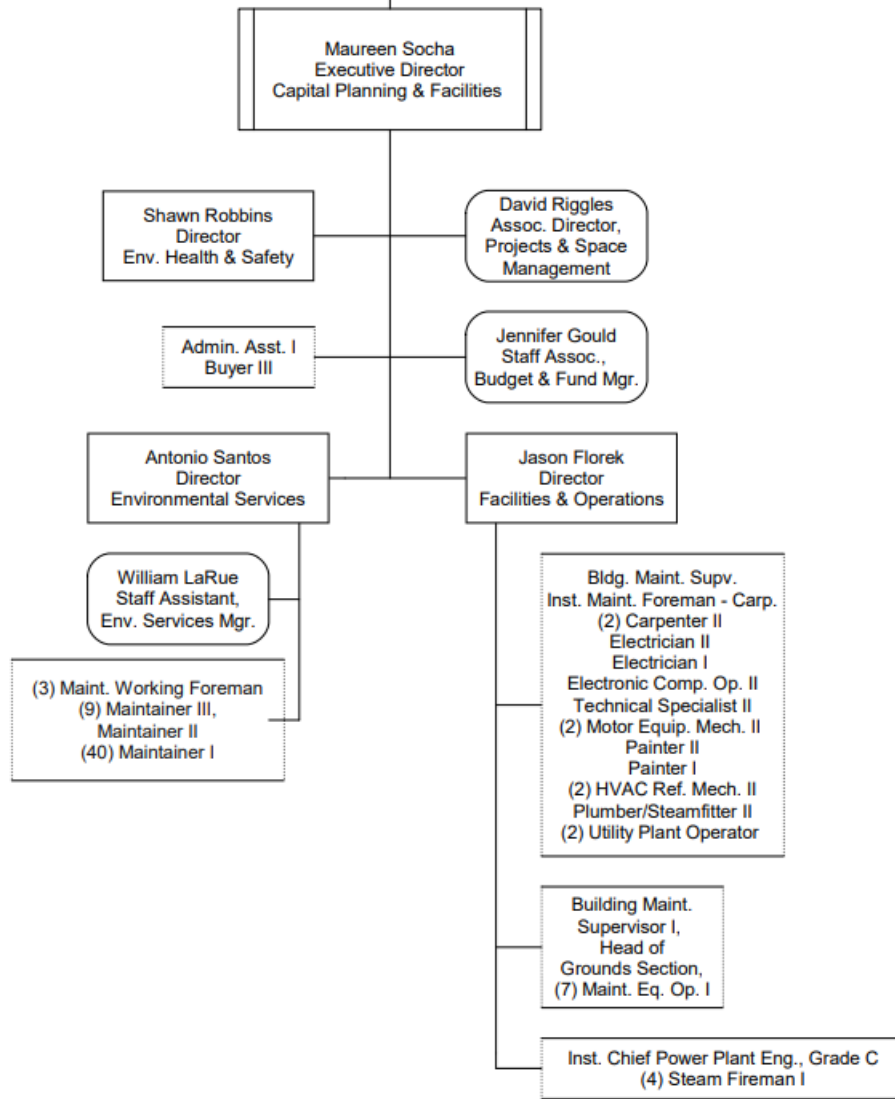 Maureen Socha
Executive Director
Capital Planning & Facilities
Shawn Robbins
Director
Env. Health & Safety
David Riggles
Assoc. Director,
Projects & Space
Management
Admin. Asst. I
Buyer III
Jennifer Gould
Staff Assoc.,
Budget & Fund Mgr.
Antonio Santos
Director
Environmental Services
Jason Florek
Director
Facilities & Operations
William LaRue
Staff Assistant,
Env. Services Mgr.
(3) Maint. Working Foreman
(9) Maintainer III,
Maintainer II
(40) Maintainer I
Bldg. Maint. Supv.
Inst. Maint. Foreman - Carp.
(2) Carpenter II
Electrician II
Electrician I
Electronic Comp. Op. II
Technical Specialist II
(2) Motor Equip. Mech. II
Painter II
Painter I
(2) HVAC Ref. Mech. II
Plumber/Steamfitter II
(2) Utility Plant Operator
Building Maint.
Supervisor I,
Head of
Grounds Section,
(7) Maint. Eq. Op. I
Inst. Chief Power Plant Eng., Grade C
(4) Steam Fireman I